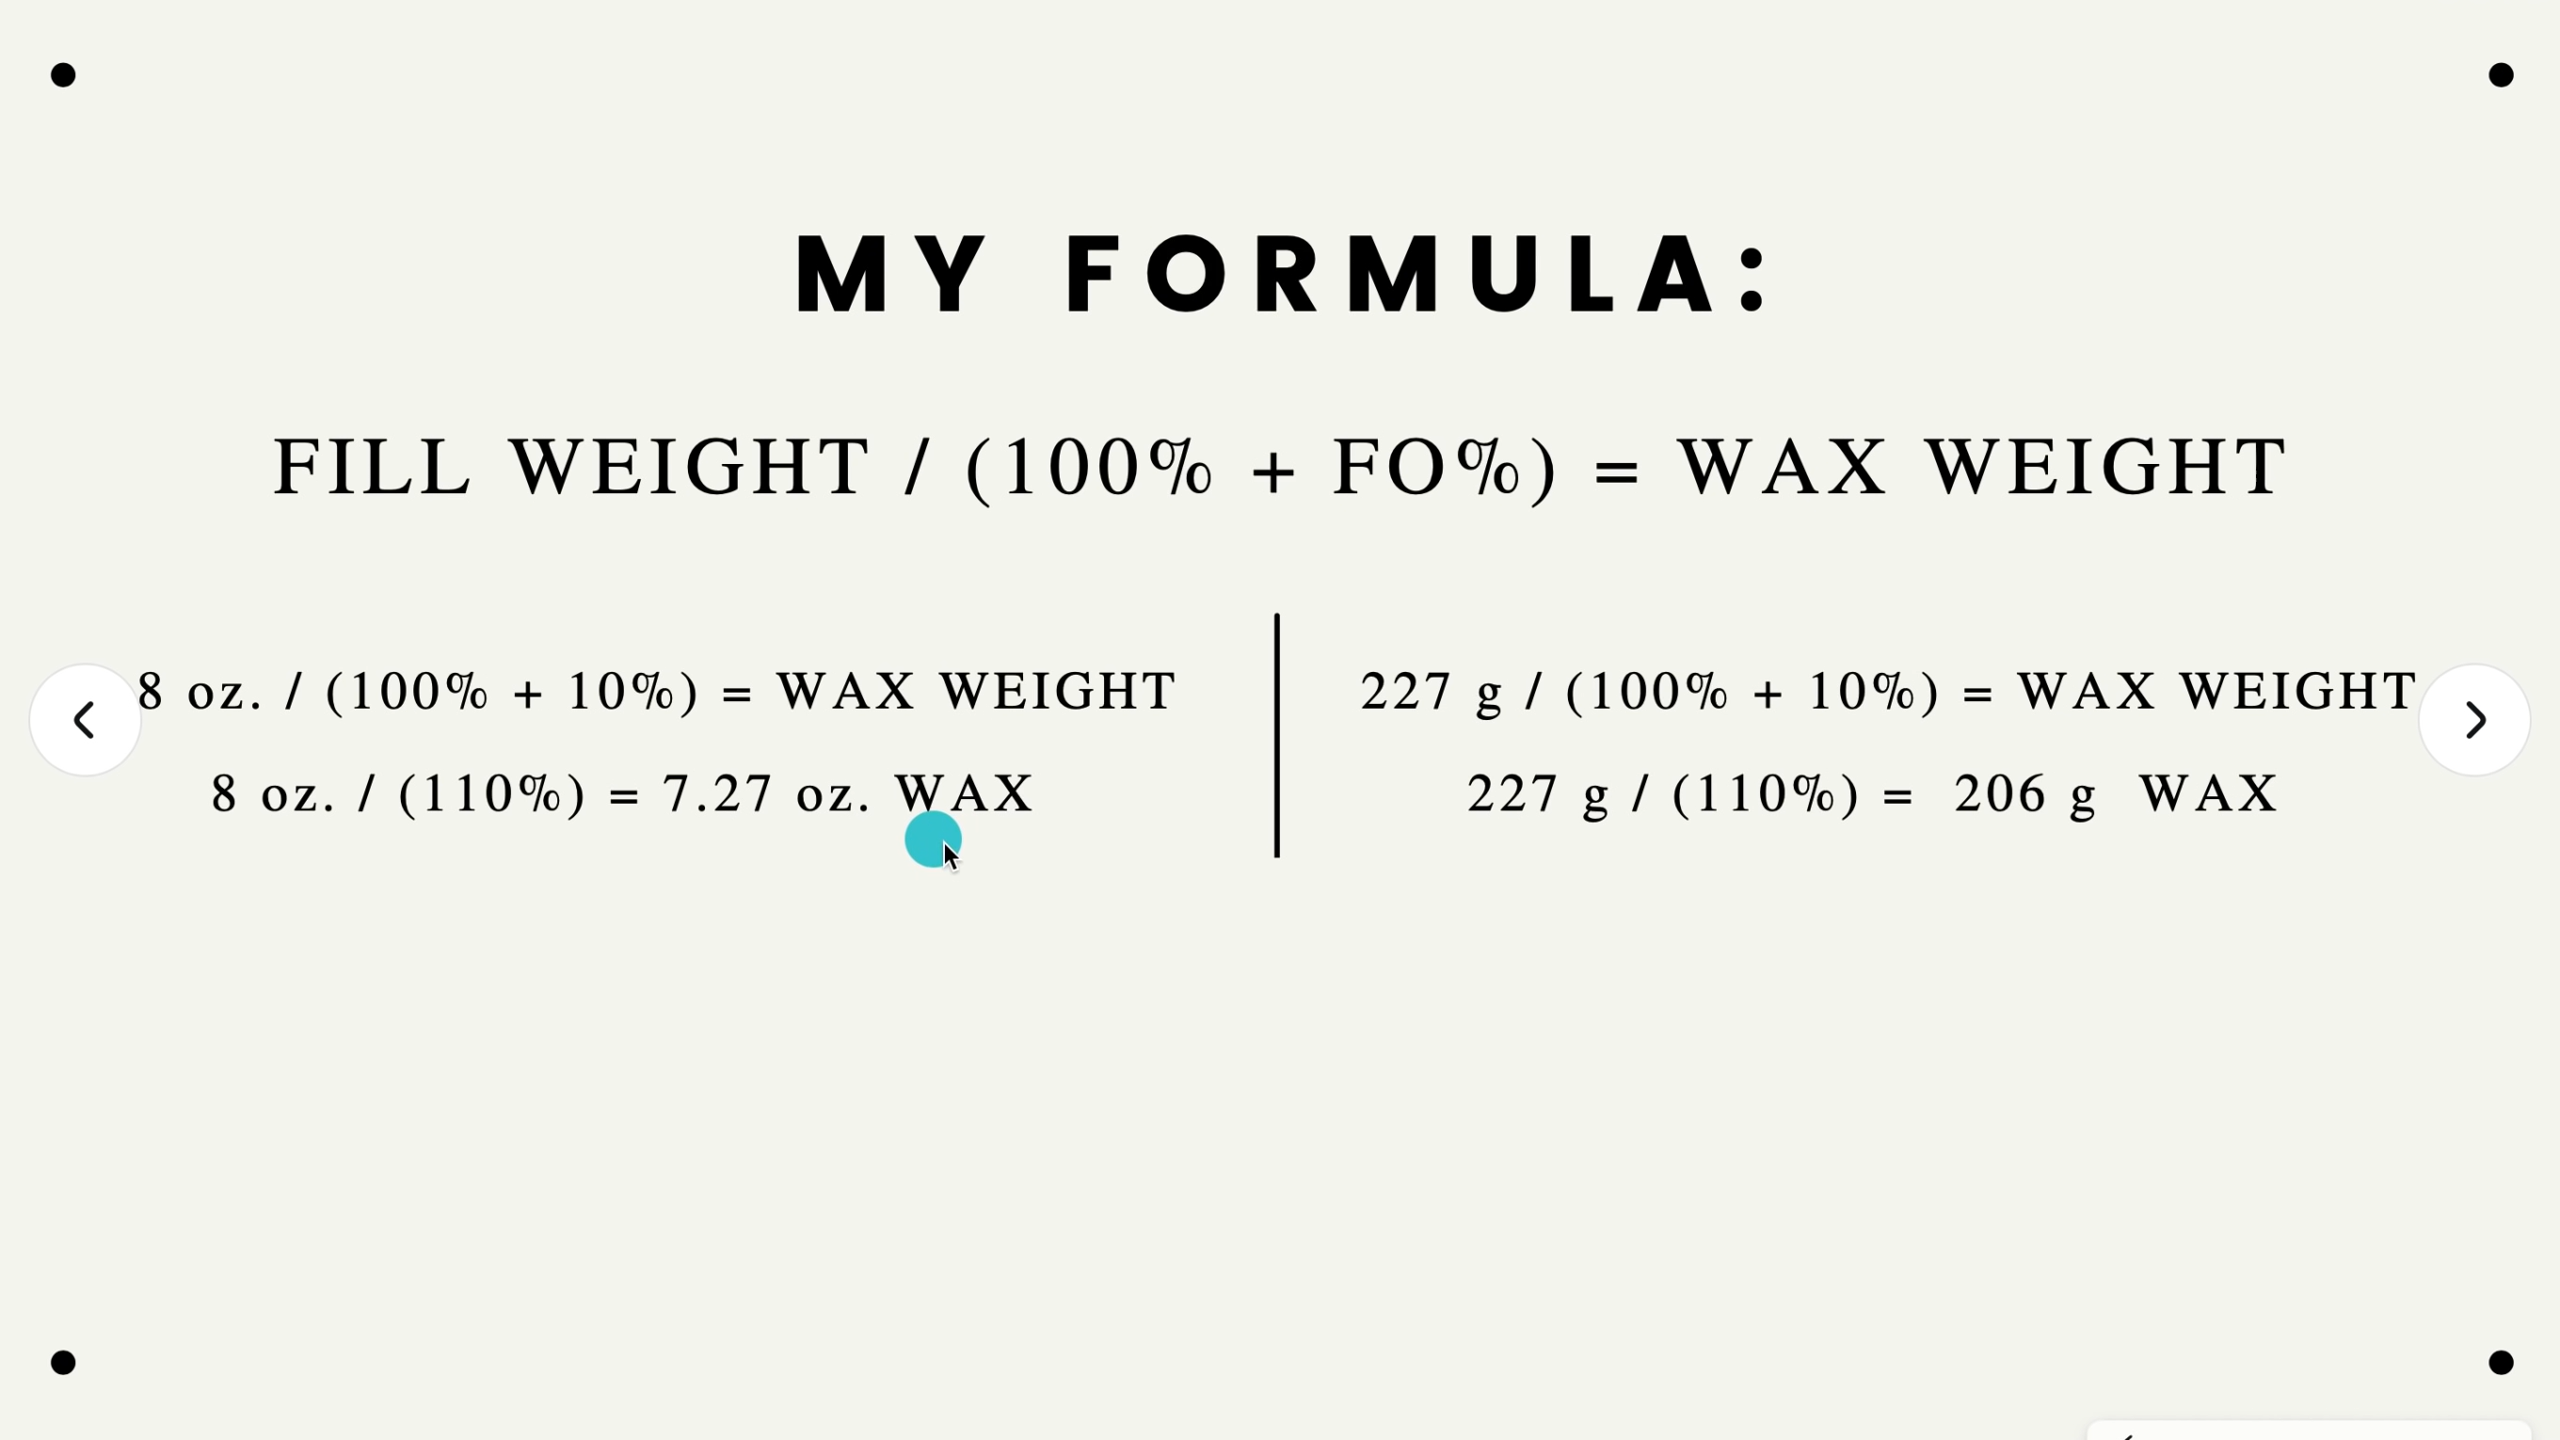 MY FORMULA:
FILL WEIGHT / (100% + FO%) = WAX WEIGHT
8 oz. / (100% + 10%) = WAX WEIGHT
8 oz. / (110%) = 7.27 oz. WAX
227 g / (100% + 10%) = WAX WEIGHT
227 g / (110%) = 206 g WAX